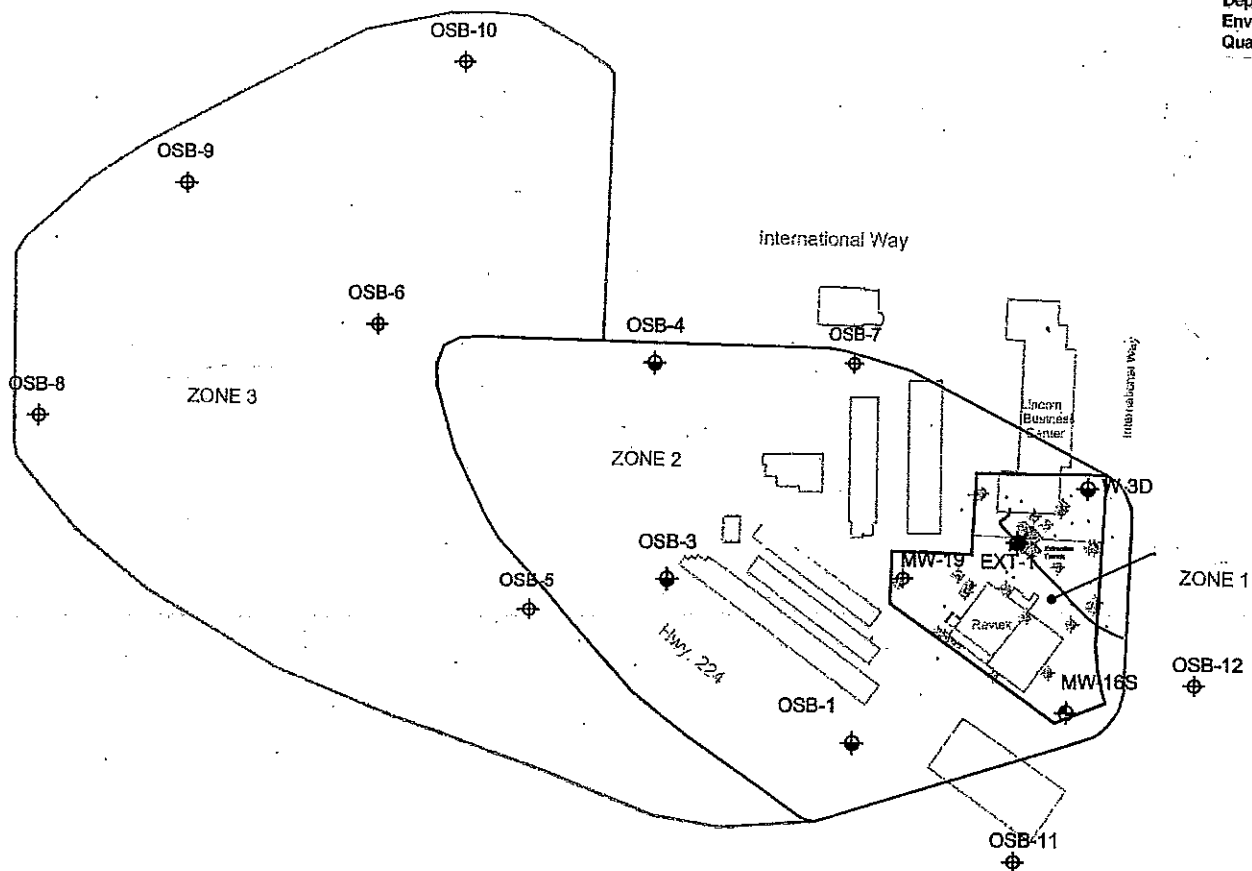 Dep
Env
Qua
OSB-10
OSB-9
International Way
OSB-6
OSB-4
OSB-7
OSB-8
ZONE 3
Lincoln
Business
Center
International Way
ZONE 2
W-3D
OSB-3
MW-19
EXT-1
OSB-5
ZONE 1
Hwy. 224
OSB-12
MW-16S
OSB-1
OSB-11